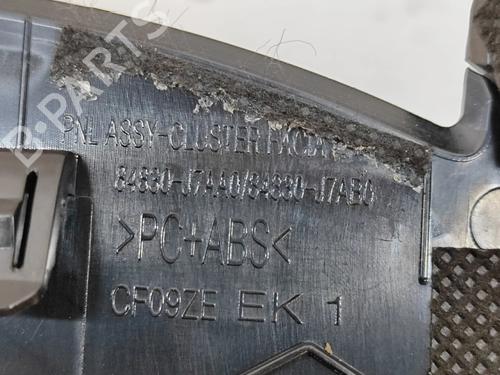 PNL ASSY-CLUSTER FACIA
84830-J7AA0/84830-J7AB0
>PC+ABS<
CF09ZE EK 1
B-PARTS